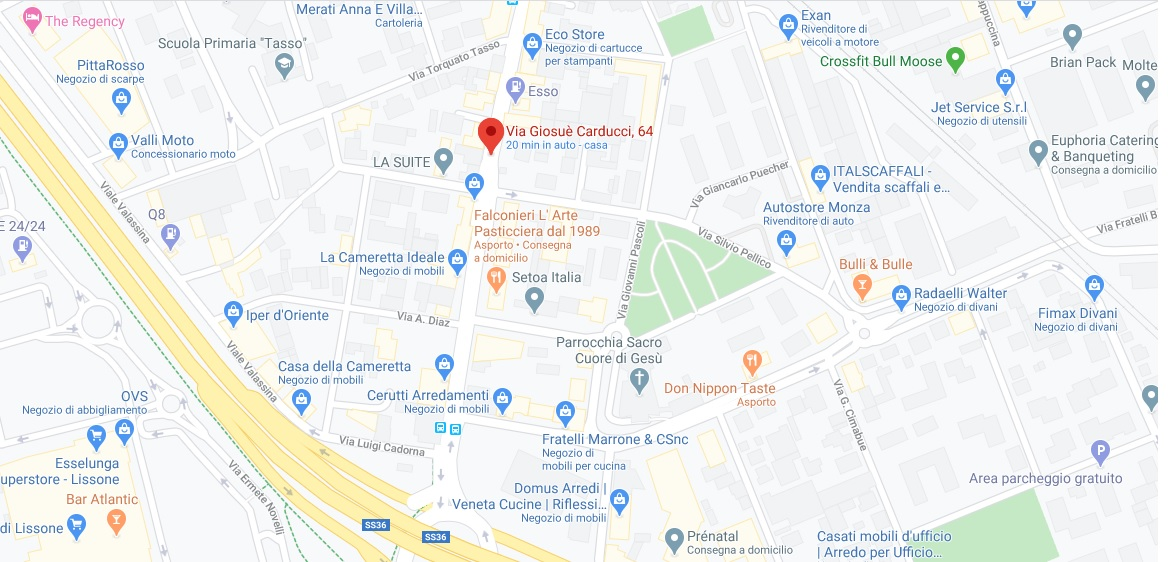 Merati Anna E Villa...
Cartoleria
The Regency
Scuola Primaria "Tasso"
Via Torquato Tasso
Eco Store
Negozio di cartucce
per stampanti
Exan
Rivenditore di
veicoli a motore
Crossfit Bull Moose
Brian Pack
Molte
PittaRosso
Negozio di scarpe
Esso
Jet Service S.r.l
Negozio di utensili
Valli Moto
Concessionario moto
Via Giosuè Carducci, 64
20 min in auto - casa
LA SUITE
Euphoria Catering
& Banqueting
Consegna a domicilio
Via Giancarlo Puecher
ITALSCAFFALI -
Vendita scaffali e...
Viale Valassina
Q8
E 24/24
Falconieri L' Arte
Pasticciera dal 1989
Asporto • Consegna
a domicilio
Autostore Monza
Rivenditore di auto
Via Fratelli B
Via Silvio Pellico
Via Giovanni Pascoli
La Cameretta Ideale
Negozio di mobili
Setoa Italia
Bulli & Bulle
Radaelli Walter
Negozio di divani
Fimax Divani
Negozio di divani
Iper d'Oriente
Via A. Diaz
Parrocchia Sacro
Cuore di Gesù
Viale Valassina
Casa della Cameretta
Negozio di mobili
Cerutti Arredamenti
Negozio di mobili
Don Nippon Taste
Asporto
Via G. Cimabue
OVS
Negozio di abbigliamento
Via Luigi Cadorna
Fratelli Marrone & CSnc
Negozio di
mobili per cucina
Esselunga
uperstore - Lissone
Via Ermete Novelli
Area parcheggio gratuito
Bar Atlantic
Domus Arredi |
Veneta Cucine | Riflessi...
Negozio di mobili
di Lissone
SS36
SS36
Prénatal
Consegna a domicilio
Casati mobili d'ufficio
| Arredo per Ufficio...